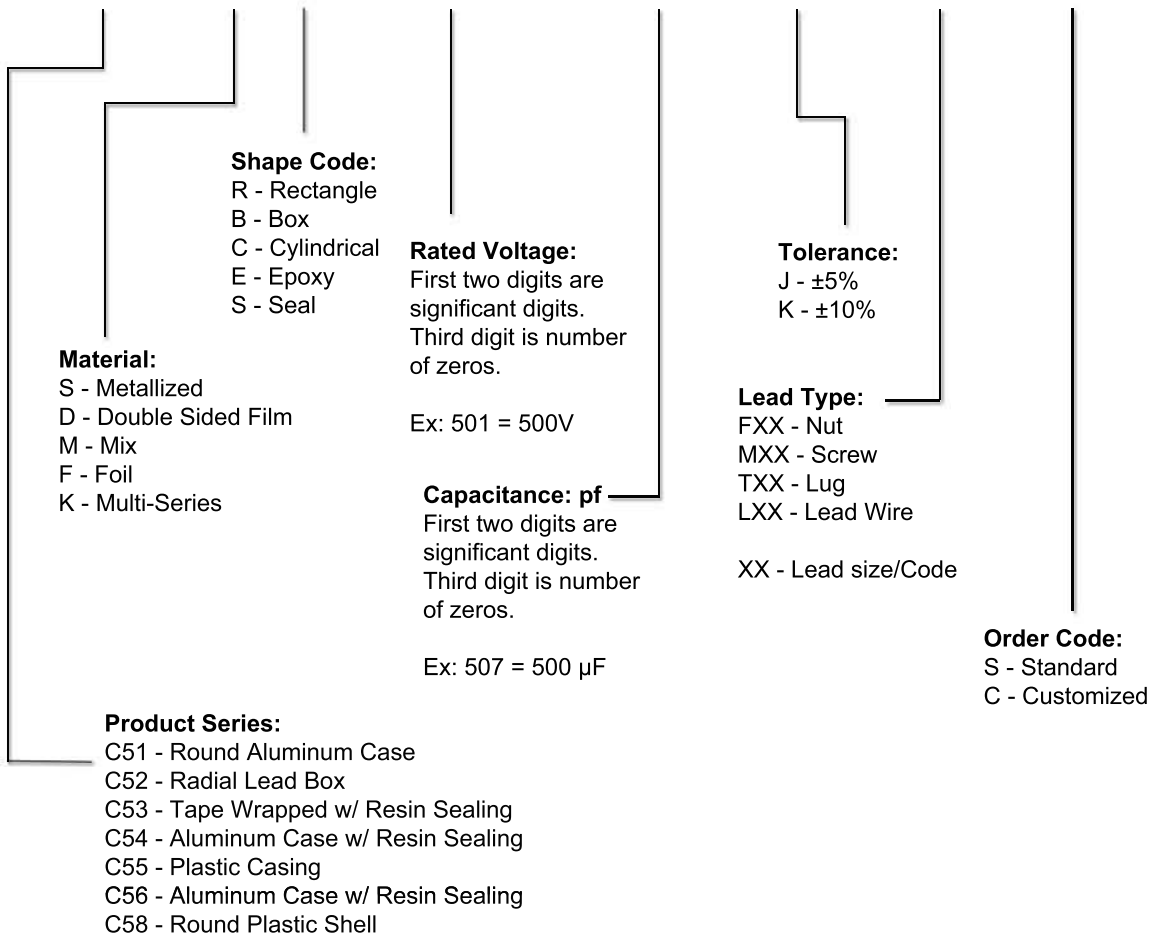 Shape Code:
R - Rectangle
B - Box
C - Cylindrical
E - Epoxy
S - Seal
Rated Voltage:
First two digits are
significant digits.
Third digit is number
of zeros.
Ex: 501 = 500V
Tolerance:
J - ±5%
K - ±10%
Material:
S - Metallized
D - Double Sided Film
M - Mix
F - Foil
K - Multi-Series
Lead Type:
FXX - Nut
MXX - Screw
TXX - Lug
LXX - Lead Wire
XX - Lead size/Code
Capacitance: pf
First two digits are
significant digits.
Third digit is number
of zeros.
Ex: 507 = 500 µF
Order Code:
S - Standard
C - Customized
Product Series:
C51 - Round Aluminum Case
C52 - Radial Lead Box
C53 - Tape Wrapped w/ Resin Sealing
C54 - Aluminum Case w/ Resin Sealing
C55 - Plastic Casing
C56 - Aluminum Case w/ Resin Sealing
C58 - Round Plastic Shell